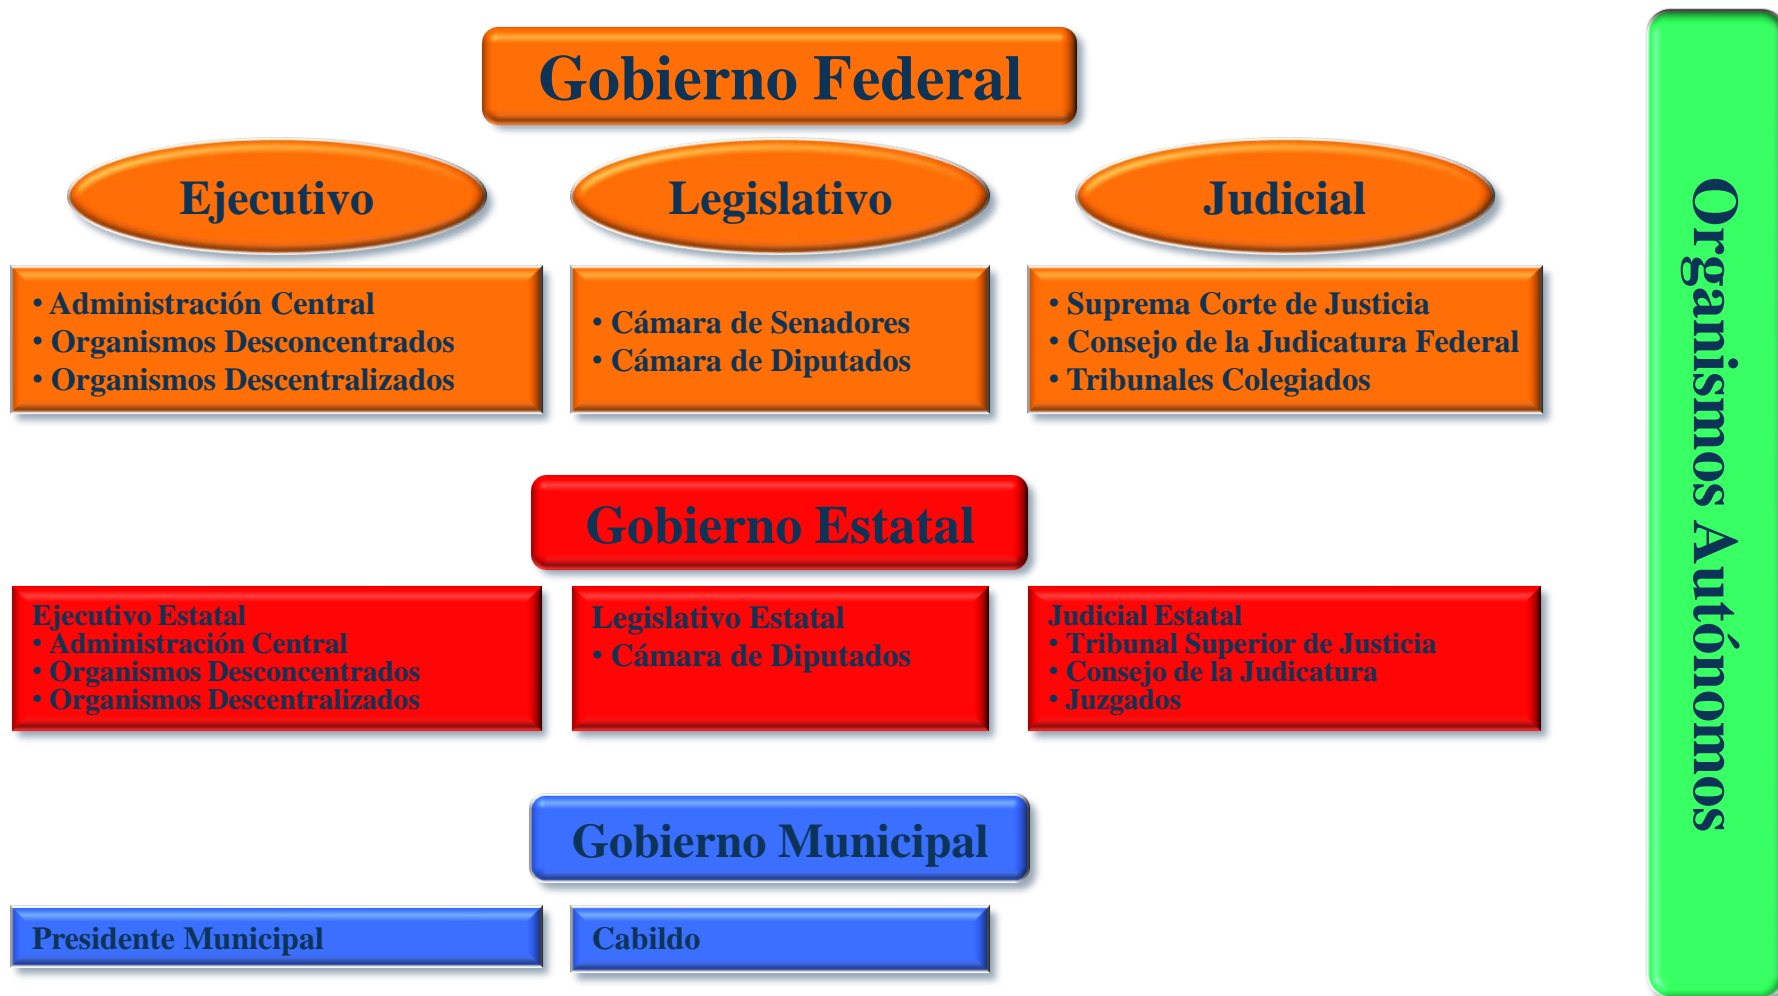 Gobierno Federal
Ejecutivo
Legislativo
Judicial
• Administración Central
• Organismos Desconcentrados
• Organismos Descentralizados
• Cámara de Senadores
• Cámara de Diputados
• Suprema Corte de Justicia
• Consejo de la Judicatura Federal
• Tribunales Colegiados
Gobierno Estatal
Ejecutivo Estatal
• Administración Central
• Organismos Desconcentrados
• Organismos Descentralizados
Legislativo Estatal
• Cámara de Diputados
Judicial Estatal
• Tribunal Superior de Justicia
• Consejo de la Judicatura
• Juzgados
Gobierno Municipal
Presidente Municipal
Cabildo
Organismos Autónomos